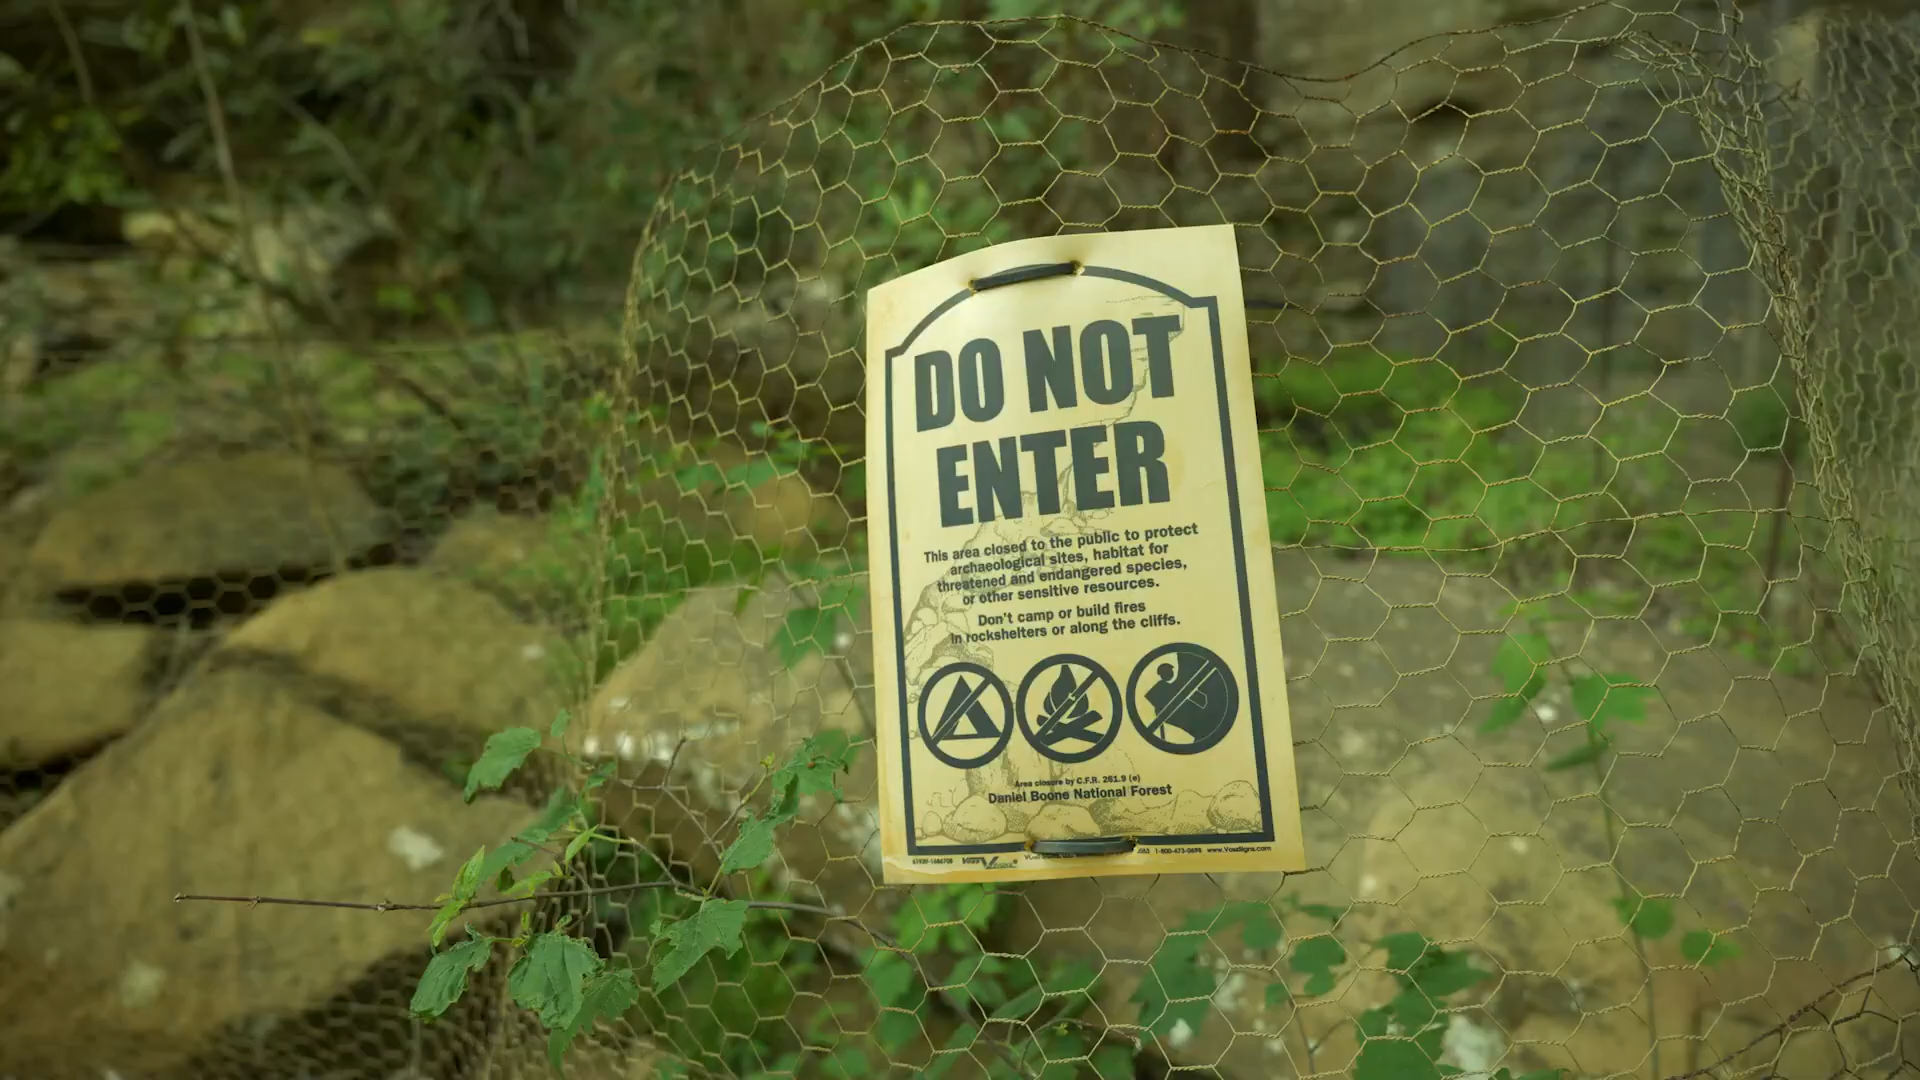 DO NOT
ENTER
This area closed to the public to protect
archaeological sites, habitat for
threatened and endangered species,
or other sensitive resources.
Don't camp or build fires
in rockshelters or along the cliffs.
Area closure by C.F.R. 261.9 (e)
Daniel Boone National Forest
1-800-473-0698 www.VossSigns.com